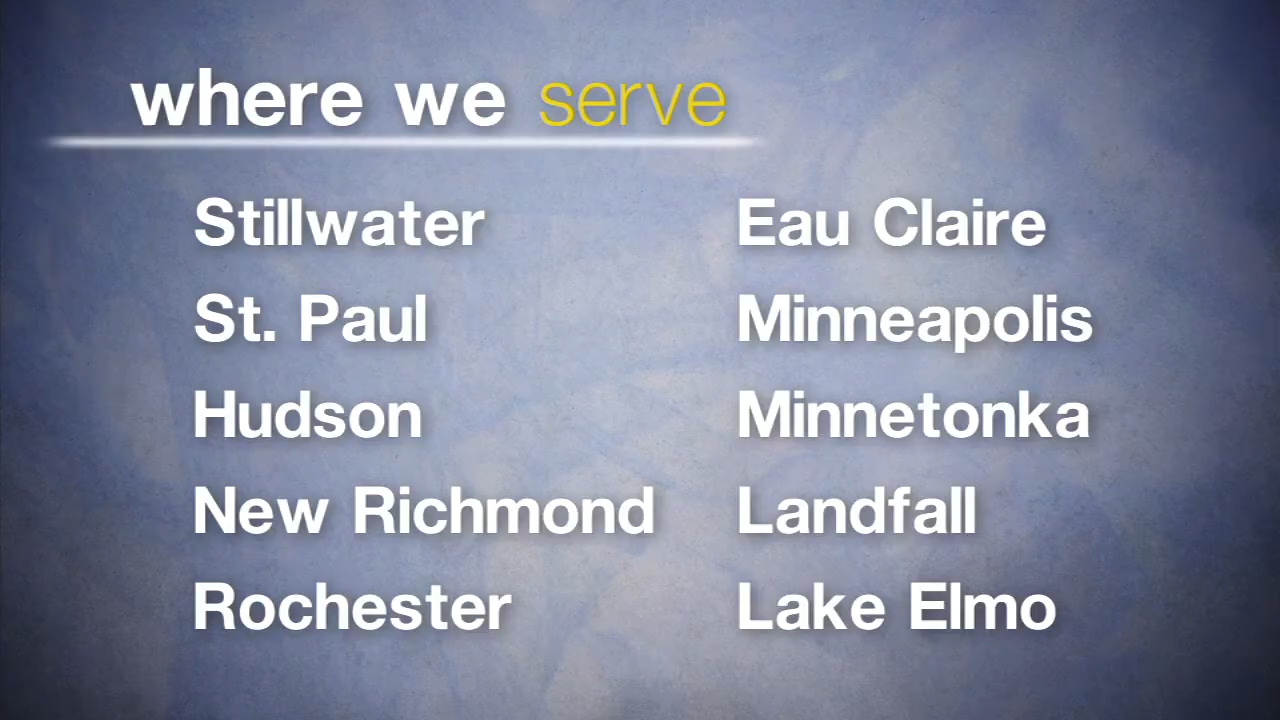 where we serve
Stillwater
St. Paul
Hudson
New Richmond
Rochester
Eau Claire
Minneapolis
Minnetonka
Landfall
Lake Elmo